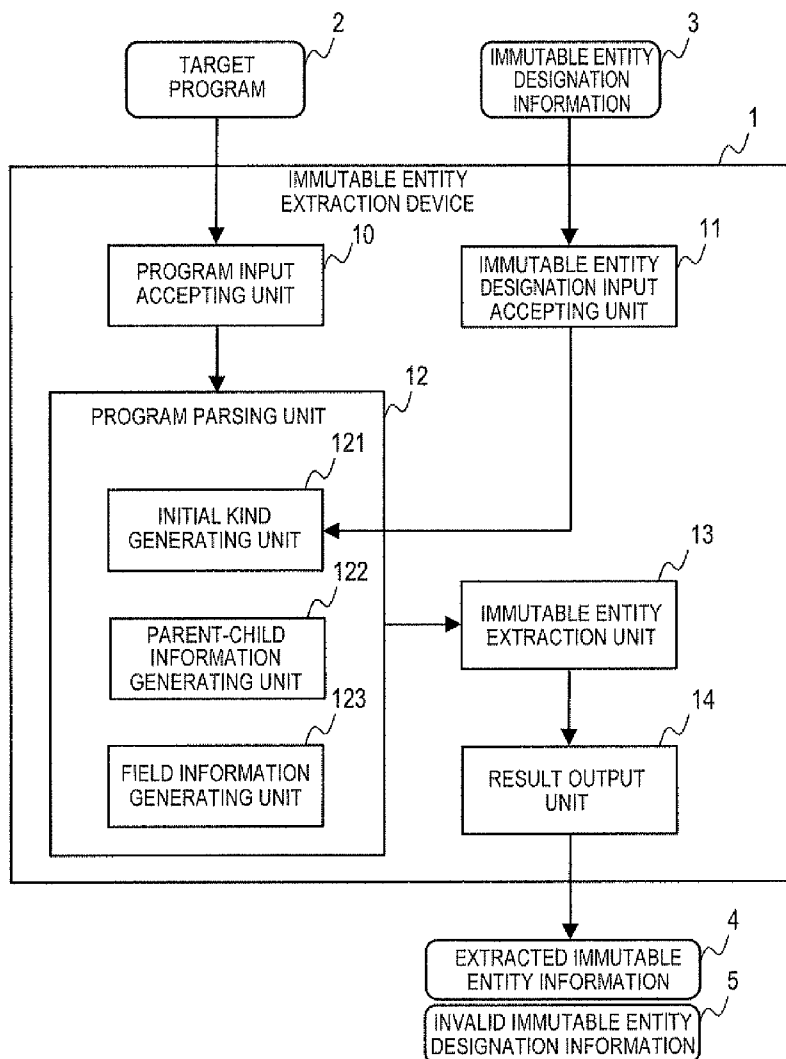 2
3
TARGET
PROGRAM
IMMUTABLE ENTITY
DESIGNATION
INFORMATION
1
IMMUTABLE ENTITY
EXTRACTION DEVICE
10
11
PROGRAM INPUT
ACCEPTING UNIT
IMMUTABLE ENTITY
DESIGNATION INPUT
ACCEPTING UNIT
12
PROGRAM PARSING UNIT
121
INITIAL KIND
GENERATING UNIT
13
122
IMMUTABLE ENTITY
EXTRACTION UNIT
PARENT-CHILD
INFORMATION
GENERATING UNIT
123
14
FIELD INFORMATION
GENERATING UNIT
RESULT OUTPUT
UNIT
4
EXTRACTED IMMUTABLE
ENTITY INFORMATION
5
INVALID IMMUTABLE ENTITY
DESIGNATION INFORMATION